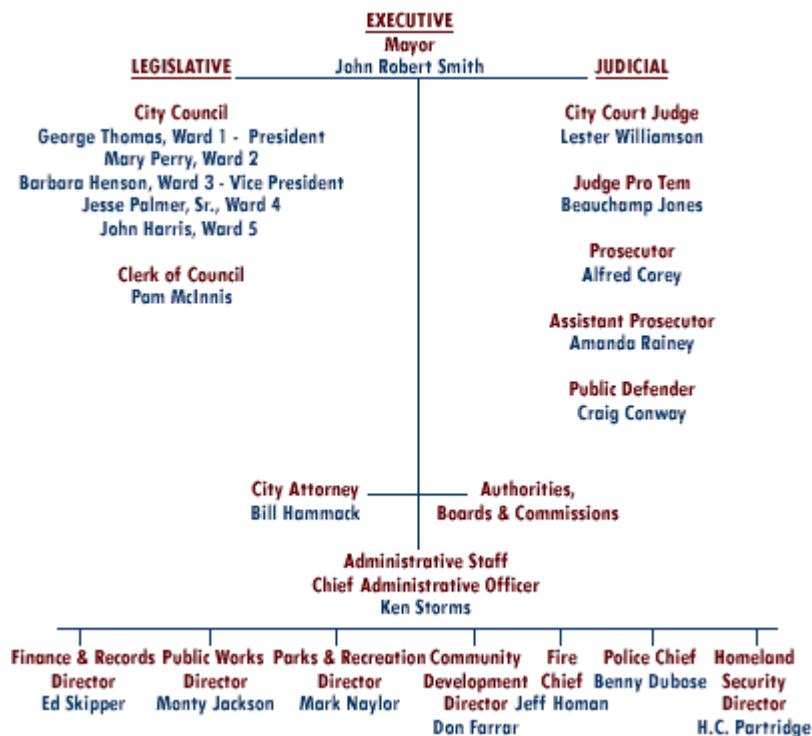 EXECUTIVE
Mayor
John Robert Smith
LEGISLATIVE
City Council
George Thomas, Ward 1 - President
Mary Perry, Ward 2
Barbara Henson, Ward 3 - Vice President
Jesse Palmer, Sr., Ward 4
John Harris, Ward 5
Clerk of Council
Pam McInnis
JUDICIAL
City Court Judge
Lester Williamson
Judge Pro Tem
Beauchamp Jones
Prosecutor
Alfred Corey
Assistant Prosecutor
Amanda Rainey
Public Defender
Craig Conway
City Attorney
Bill Hammack
Authorities,
Boards & Commissions
Administrative Staff
Chief Administrative Officer
Ken Storms
Finance & Records
Director
Ed Skipper
Public Works
Director
Monty Jackson
Parks & Recreation
Director
Mark Naylor
Community
Development
Director
Don Farrar
Fire
Chief
Jeff Homan
Police Chief
Benny Dubose
Homeland
Security
Director
H.C. Partridge